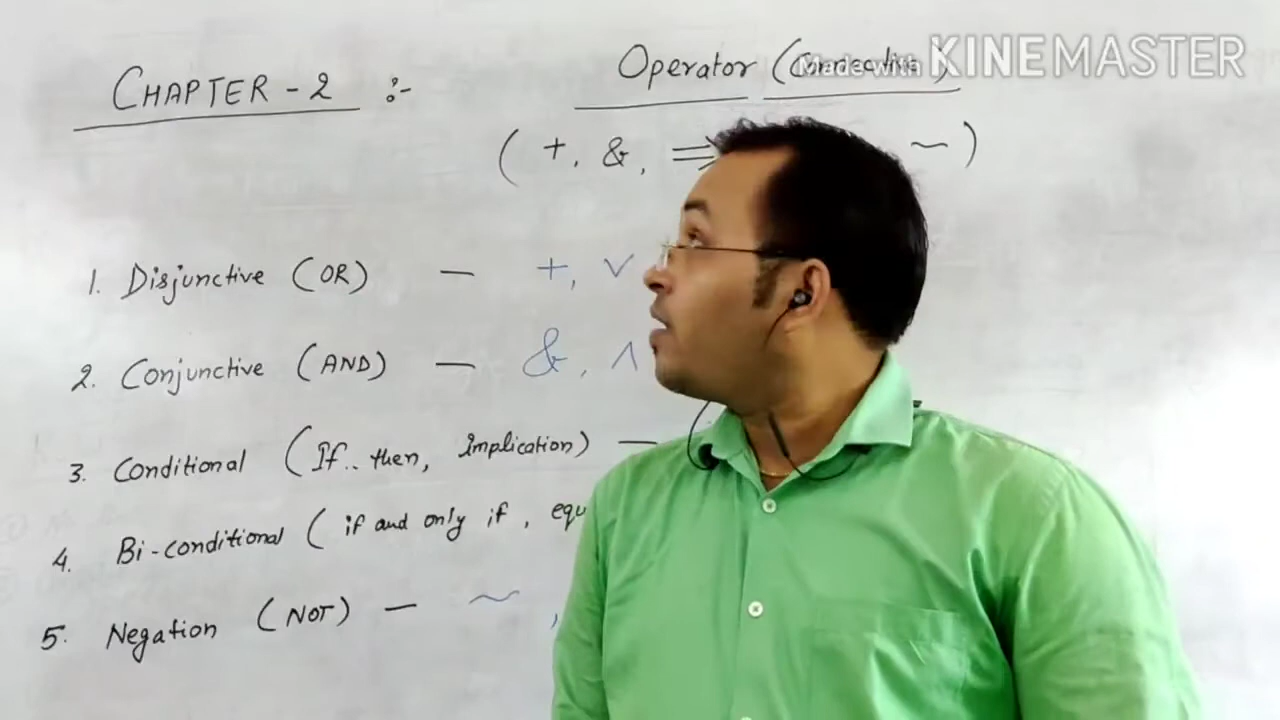 CHAPTER - 2 :-
Operator (Connective)
Made with KINEMASTER
( +, &, ⇒ ~ )
1. Disjunctive (OR) — +, ∨
2. Conjunctive (AND) — &, ∧
3. Conditional (If.. then, Implication) — (
4. Bi-conditional ( if and only if, equ
5. Negation (NOT) — ~ ,